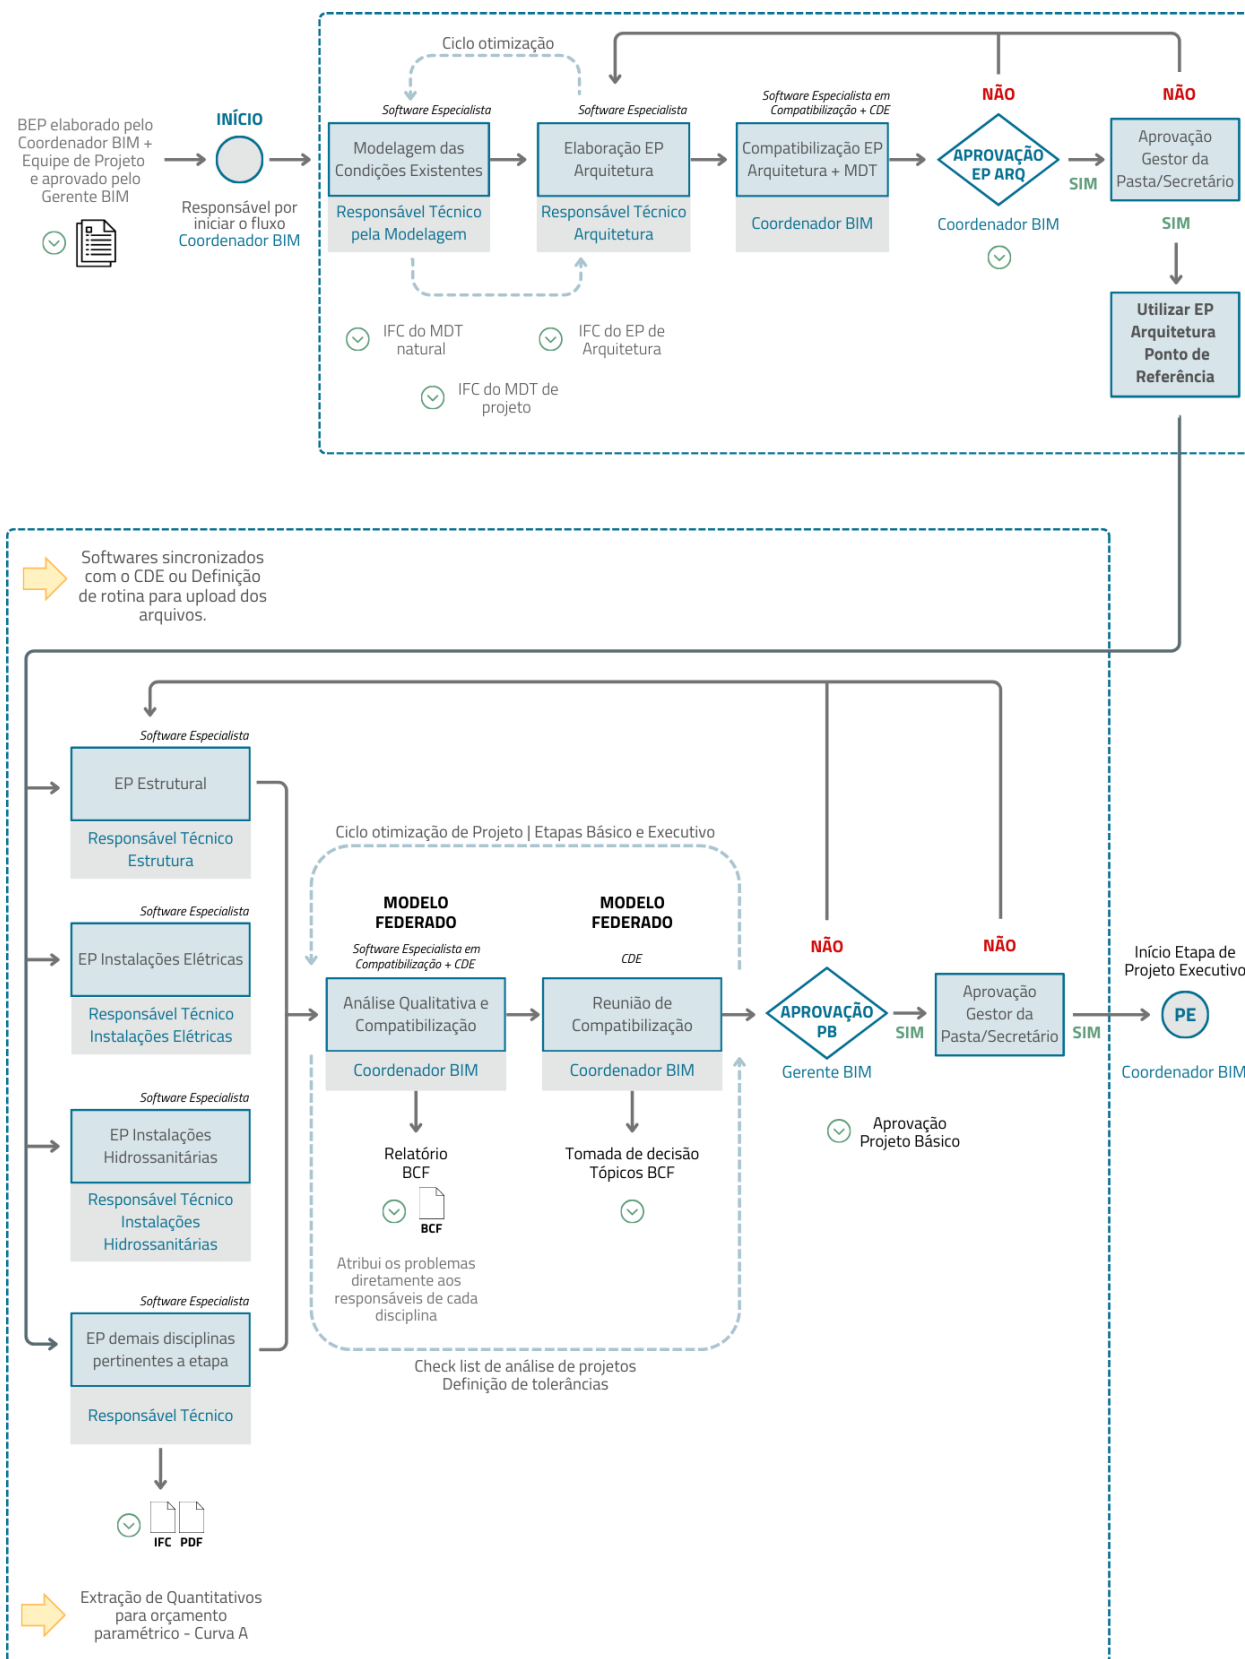 Ciclo otimização
NÃO
NÃO
Software Especialista
Software Especialista
Software Especialista em
Compatibilização + CDE
BEP elaborado pelo
Coordenador BIM +
Equipe de Projeto
e aprovado pelo
Gerente BIM
INÍCIO
Responsável por
iniciar o fluxo
Coordenador BIM
Modelagem das
Condições Existentes
Responsável Técnico
pela Modelagem
Elaboração EP
Arquitetura
Responsável Técnico
Arquitetura
Compatibilização EP
Arquitetura + MDT
Coordenador BIM
APROVAÇÃO
EP ARQ
Coordenador BIM
SIM
Aprovação
Gestor da
Pasta/Secretário
SIM
Utilizar EP
Arquitetura
Ponto de
Referência
IFC do MDT
natural
IFC do EP de
Arquitetura
IFC do MDT de
projeto
Softwares sincronizados
com o CDE ou Definição
de rotina para upload dos
arquivos.
Software Especialista
EP Estrutural
Responsável Técnico
Estrutura
Software Especialista
EP Instalações Elétricas
Responsável Técnico
Instalações Elétricas
Software Especialista
EP Instalações
Hidrossanitárias
Responsável Técnico
Instalações
Hidrossanitárias
Software Especialista
EP demais disciplinas
pertinentes a etapa
Responsável Técnico
IFC PDF
Ciclo otimização de Projeto | Etapas Básico e Executivo
MODELO
FEDERADO
Software Especialista em
Compatibilização + CDE
Análise Qualitativa e
Compatibilização
Coordenador BIM
Relatório
BCF
BCF
Atribui os problemas
diretamente aos
responsáveis de cada
disciplina
MODELO
FEDERADO
CDE
Reunião de
Compatibilização
Coordenador BIM
Tomada de decisão
Tópicos BCF
Check list de análise de projetos
Definição de tolerâncias
NÃO
APROVAÇÃO
PB
Gerente BIM
SIM
Aprovação
Projeto Básico
NÃO
Aprovação
Gestor da
Pasta/Secretário
SIM
Início Etapa de
Projeto Executivo
PE
Coordenador BIM
Extração de Quantitativos
para orçamento
paramétrico - Curva A